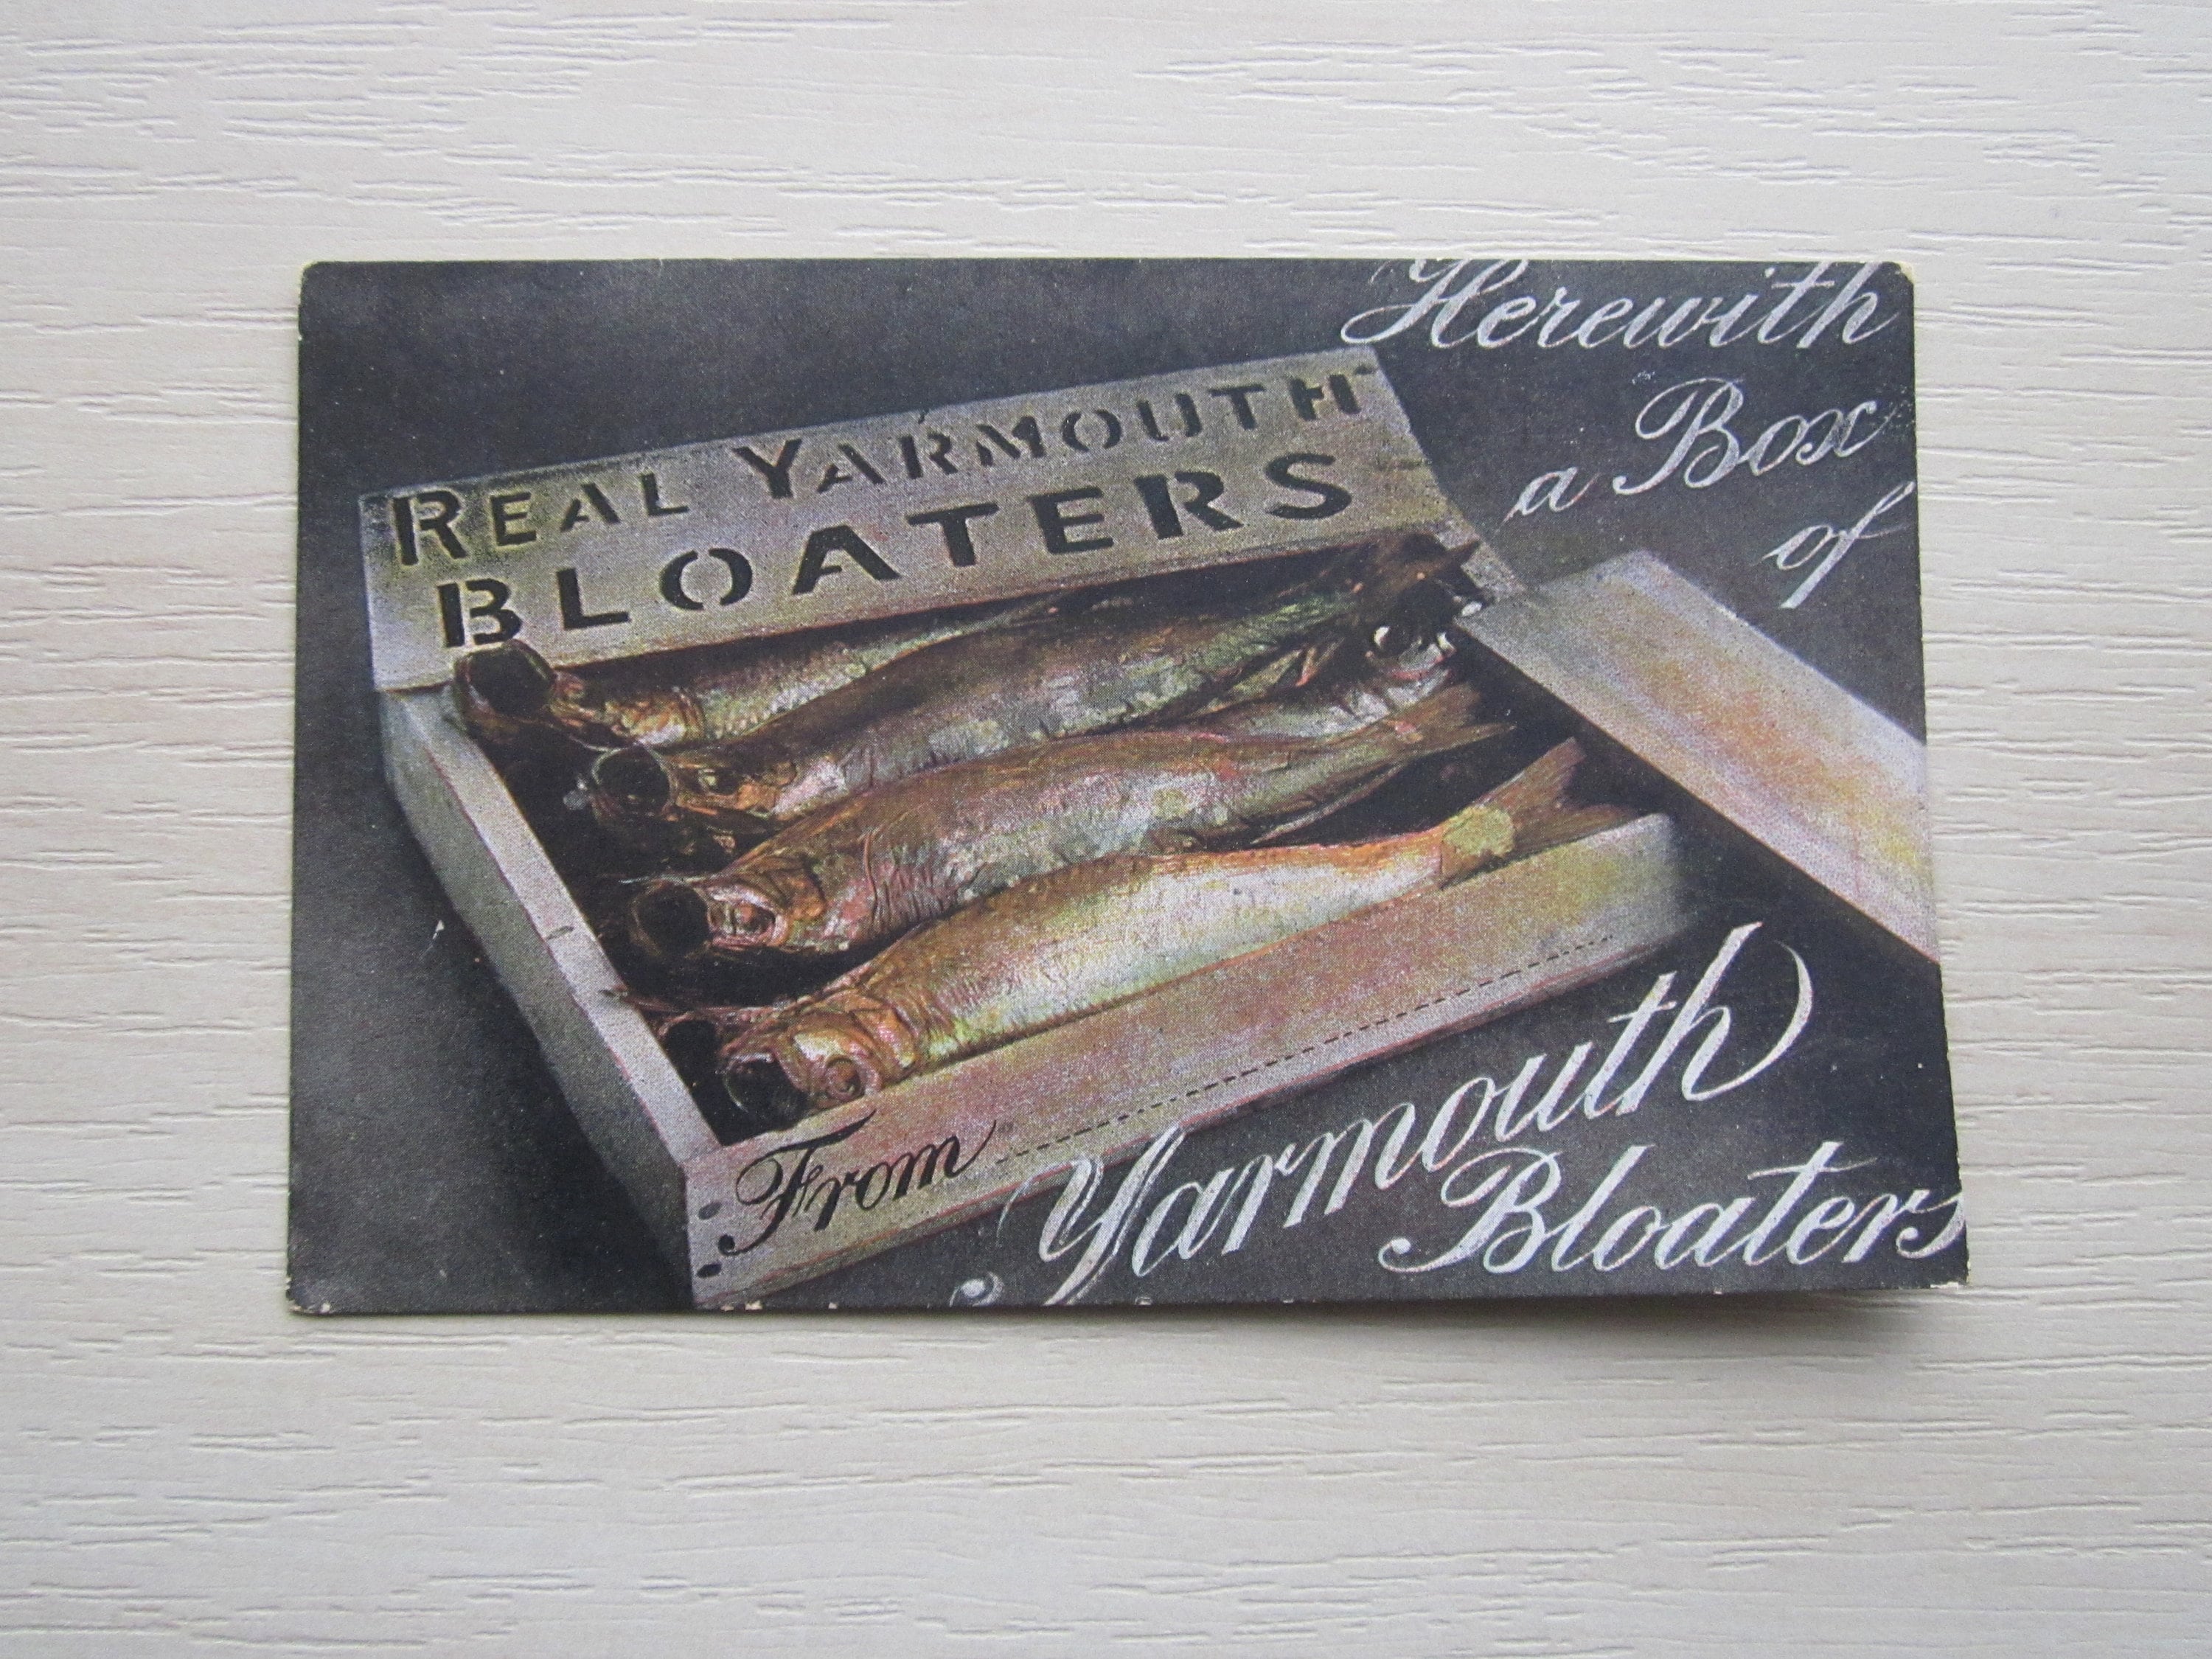 Herewith
a Box
of
REAL YARMOUTH
BLOATERS
From
Yarmouth
Bloaters